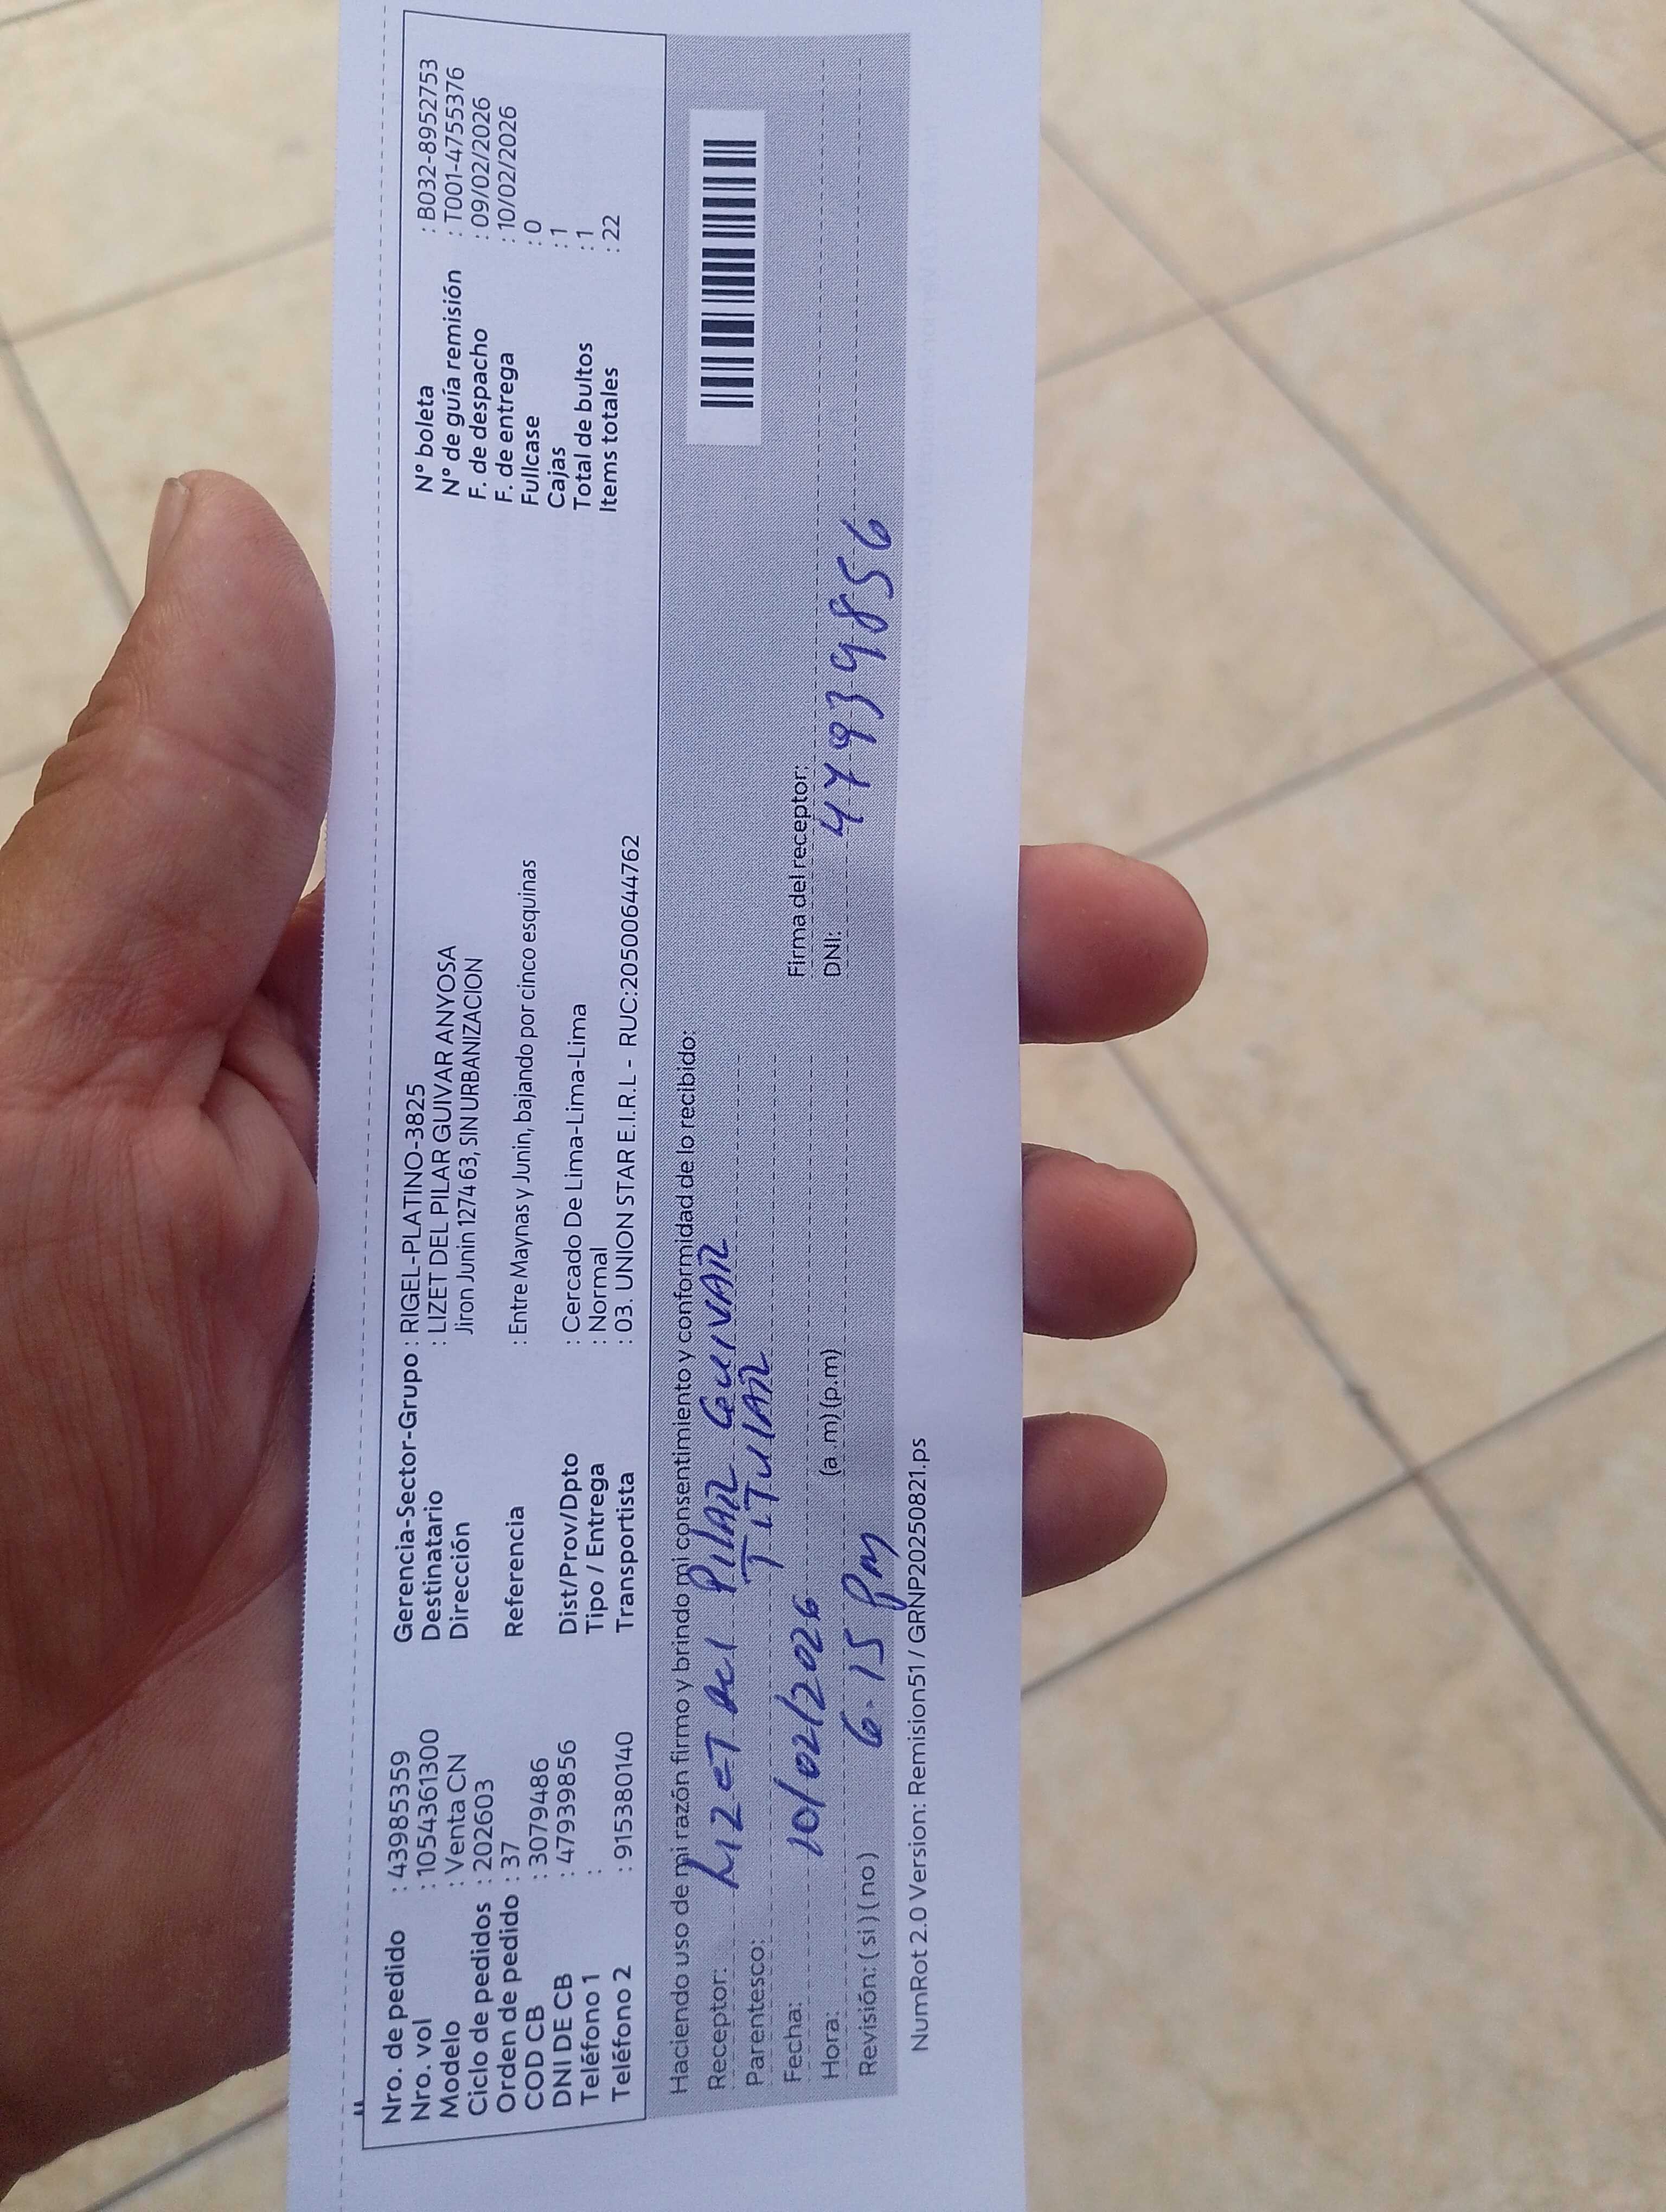 Nro. de pedido : 43985359
Nro. vol : 1054361300
Modelo : Venta CN
Ciclo de pedidos : 202603
Orden de pedido : 37
COD CB : 3079486
DNI DE CB : 47939856
Teléfono 1 :
Teléfono 2 : 915380140
Gerencia-Sector-Grupo : RIGEL-PLATINO-3825
Destinatario : LIZET DEL PILAR GUIVAR ANYOSA
Dirección Jiron Junin 1274 63, SIN URBANIZACION
Referencia : Entre Maynas y Junin, bajando por cinco esquinas
Dist/Prov/Dpto : Cercado De Lima-Lima-Lima
Tipo / Entrega : Normal
Transportista : 03. UNION STAR E.I.R.L - RUC:20500644762
N° boleta : B032-8952753
N° de guía remisión : T001-4755376
F. de despacho : 09/02/2026
F. de entrega : 10/02/2026
Fullcase : 0
Cajas : 1
Total de bultos : 1
Items totales : 22
Haciendo uso de mi razón firmo y brindo mi consentimiento y conformidad de lo recibido:
Receptor: Lizet del Pilar Guivar
Parentesco: Titular
Fecha: 10/02/2026
Hora: 6.15 pm (a.m) (p.m)
Revisión: ( si ) ( no )
Firma del receptor:
DNI: 47939856
NumRot 2.0 Version: Remision51 / GRNP20250821.ps